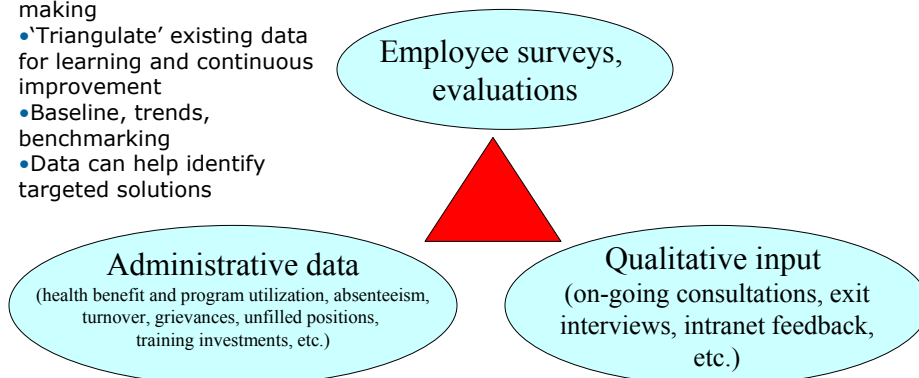 making
•‘Triangulate’ existing data
for learning and continuous
improvement
•Baseline, trends,
benchmarking
•Data can help identify
targeted solutions
Employee surveys,
evaluations
Administrative data
(health benefit and program utilization, absenteeism,
turnover, grievances, unfilled positions,
training investments, etc.)
Qualitative input
(on-going consultations, exit
interviews, intranet feedback,
etc.)